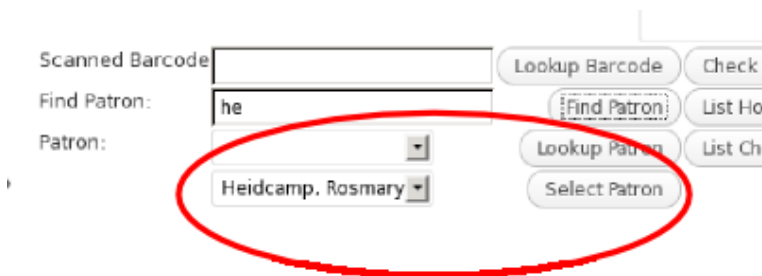 Scanned Barcode Lookup Barcode Check
Find Patron: he Find Patron List Ho
Patron: Lookup Patron List Ch
Heidcamp, Rosmary Select Patron